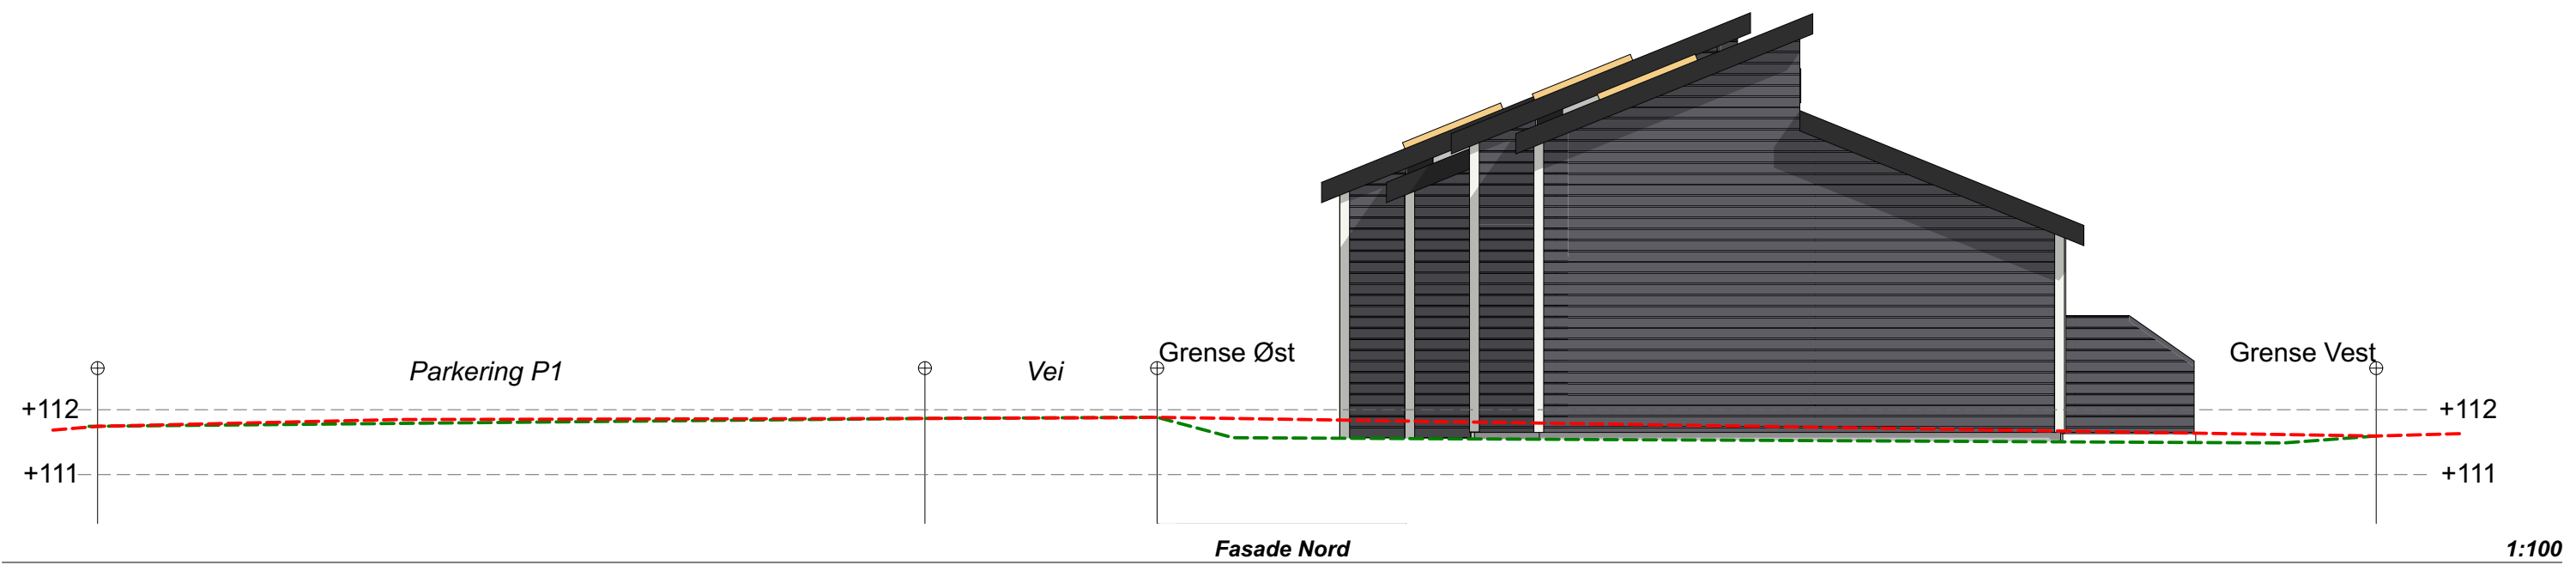 Grense Øst
Grense Vest
Parkering P1
Vei
+112
+112
+111
+111
Fasade Nord
1:100